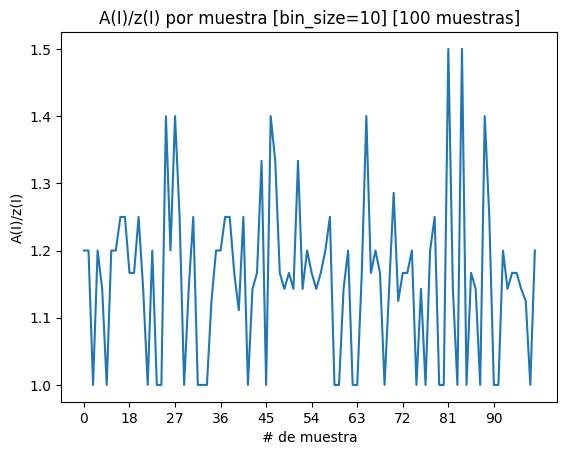 A(I)/z(I) por muestra [bin_size=10] [100 muestras]
1.5
1.4
1.3
1.2
1.1
1.0
A(I)/z(I)
0 18 27 36 45 54 63 72 81 90
# de muestra